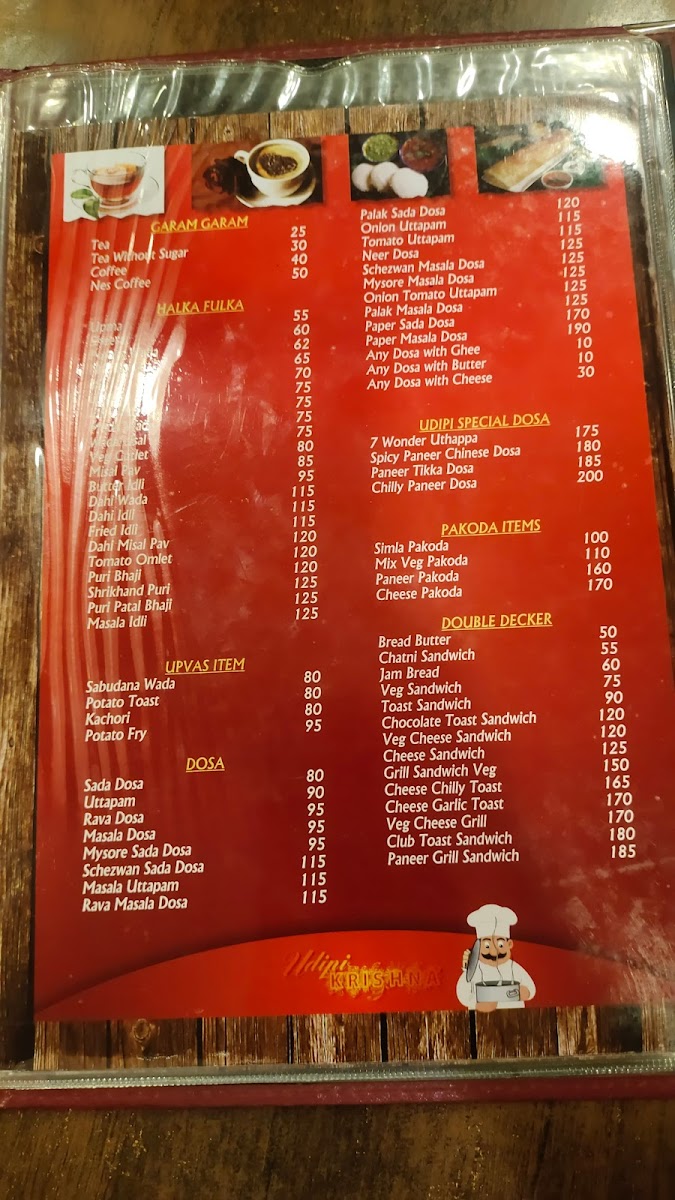 GARAM GARAM
Tea 25
Tea Without Sugar 30
Coffee 40
Nes Coffee 50
HALKA FULKA
Upma 55
60
62
65
70
75
75
75
75
Veg Cutlet 80
Misal Pav 85
Butter Idli 95
Dahi Wada 115
Dahi Idli 115
Fried Idli 115
Dahi Misal Pav 120
Tomato Omlet 120
Puri Bhaji 120
Shrikhand Puri 125
Puri Patal Bhaji 125
Masala Idli 125
UPVAS ITEM
Sabudana Wada 80
Potato Toast 80
Kachori 80
Potato Fry 95
DOSA
Sada Dosa 80
Uttapam 90
Rava Dosa 95
Masala Dosa 95
Mysore Sada Dosa 95
Schezwan Sada Dosa 115
Masala Uttapam 115
Rava Masala Dosa 115
Palak Sada Dosa 120
Onion Uttapam 115
Tomato Uttapam 115
Neer Dosa 125
Schezwan Masala Dosa 125
Mysore Masala Dosa 125
Onion Tomato Uttapam 125
Palak Masala Dosa 125
Paper Sada Dosa 170
Paper Masala Dosa 190
Any Dosa with Ghee 10
Any Dosa with Butter 10
Any Dosa with Cheese 30
UDIPI SPECIAL DOSA
7 Wonder Uthappa 175
Spicy Paneer Chinese Dosa 180
Paneer Tikka Dosa 185
Chilly Paneer Dosa 200
PAKODA ITEMS
Simla Pakoda 100
Mix Veg Pakoda 110
Paneer Pakoda 160
Cheese Pakoda 170
DOUBLE DECKER
Bread Butter 50
Chatni Sandwich 55
Jam Bread 60
Veg Sandwich 75
Toast Sandwich 90
Chocolate Toast Sandwich 120
Veg Cheese Sandwich 120
Cheese Sandwich 125
Grill Sandwich Veg 150
Cheese Chilly Toast 165
Cheese Garlic Toast 170
Veg Cheese Grill 170
Club Toast Sandwich 180
Paneer Grill Sandwich 185
Udipi
KRISHNA